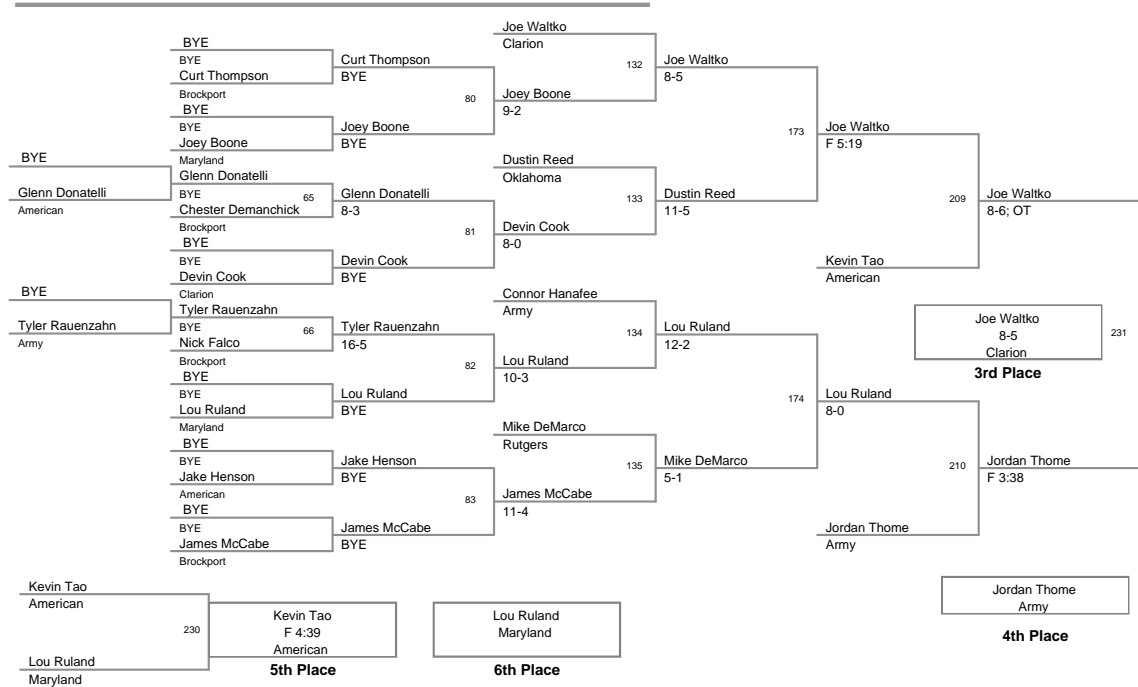 BYE
Glenn Donatelli
American
BYE
Tyler Rauenzahn
Army
BYE
BYE
Curt Thompson
Brockport
BYE
BYE
Joey Boone
Maryland
Glenn Donatelli
BYE
65
Chester Demanchick
Brockport
BYE
BYE
Devin Cook
Clarion
Tyler Rauenzahn
BYE
66
Nick Falco
Brockport
BYE
BYE
Lou Ruland
Maryland
BYE
BYE
Jake Henson
American
BYE
BYE
James McCabe
Brockport
Curt Thompson
BYE
80
Joey Boone
BYE
Glenn Donatelli
8-3
81
Devin Cook
BYE
Tyler Rauenzahn
16-5
82
Lou Ruland
BYE
Jake Henson
BYE
83
James McCabe
BYE
Joe Waltko
Clarion
132
Joey Boone
9-2
Dustin Reed
Oklahoma
133
Devin Cook
8-0
Connor Hanafee
Army
134
Lou Ruland
10-3
Mike DeMarco
Rutgers
135
James McCabe
11-4
Joe Waltko
8-5
173
Dustin Reed
11-5
Lou Ruland
12-2
174
Mike DeMarco
5-1
Joe Waltko
F 5:19
209
Kevin Tao
American
Lou Ruland
8-0
210
Jordan Thome
Army
Joe Waltko
8-6; OT
Jordan Thome
F 3:38
Joe Waltko
8-5
Clarion
231
3rd Place
Jordan Thome
Army
4th Place
Kevin Tao
American
230
Lou Ruland
Maryland
Kevin Tao
F 4:39
American
5th Place
Lou Ruland
Maryland
6th Place